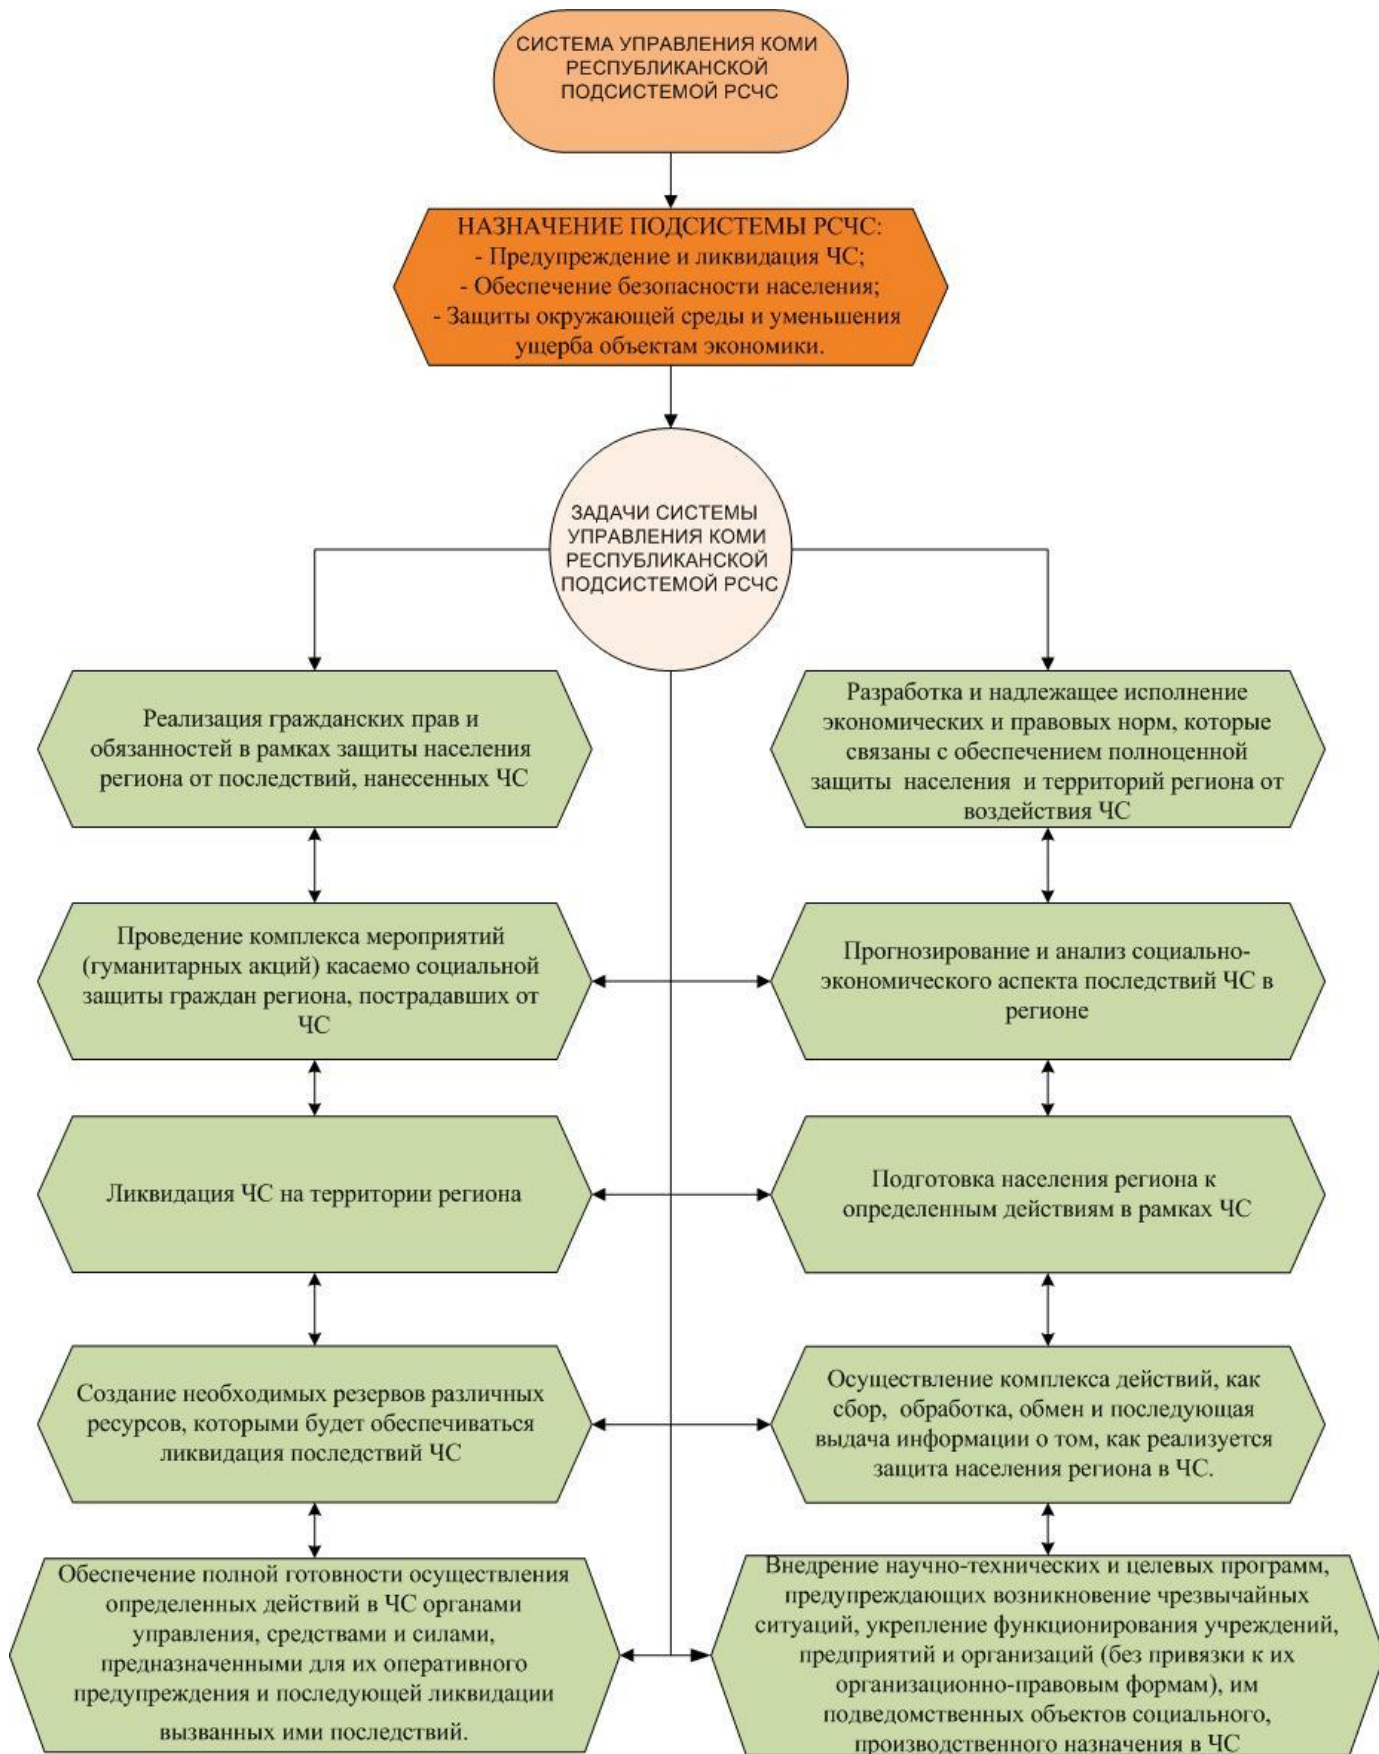 СИСТЕМА УПРАВЛЕНИЯ КОМИ
РЕСПУБЛИКАНСКОЙ
ПОДСИСТЕМОЙ РСЧС
НАЗНАЧЕНИЕ ПОДСИСТЕМЫ РСЧС:
- Предупреждение и ликвидация ЧС;
- Обеспечение безопасности населения;
- Защиты окружающей среды и уменьшения
ущерба объектам экономики.
ЗАДАЧИ СИСТЕМЫ
УПРАВЛЕНИЯ КОМИ
РЕСПУБЛИКАНСКОЙ
ПОДСИСТЕМОЙ РСЧС
Реализация гражданских прав и
обязанностей в рамках защиты населения
региона от последствий, нанесенных ЧС
Разработка и надлежащее исполнение
экономических и правовых норм, которые
связаны с обеспечением полноценной
защиты населения и территорий региона от
воздействия ЧС
Проведение комплекса мероприятий
(гуманитарных акций) касаемо социальной
защиты граждан региона, пострадавших от
ЧС
Прогнозирование и анализ социально-
экономического аспекта последствий ЧС в
регионе
Ликвидация ЧС на территории региона
Подготовка населения региона к
определенным действиям в рамках ЧС
Создание необходимых резервов различных
ресурсов, которыми будет обеспечиваться
ликвидация последствий ЧС
Осуществление комплекса действий, как
сбор, обработка, обмен и последующая
выдача информации о том, как реализуется
защита населения региона в ЧС.
Обеспечение полной готовности осуществления
определенных действий в ЧС органами
управления, средствами и силами,
предназначенными для их оперативного
предупреждения и последующей ликвидации
вызванных ими последствий.
Внедрение научно-технических и целевых программ,
предупреждающих возникновение чрезвычайных
ситуаций, укрепление функционирования учреждений,
предприятий и организаций (без привязки к их
организационно-правовым формам), им
подведомственных объектов социального,
производственного назначения в ЧС